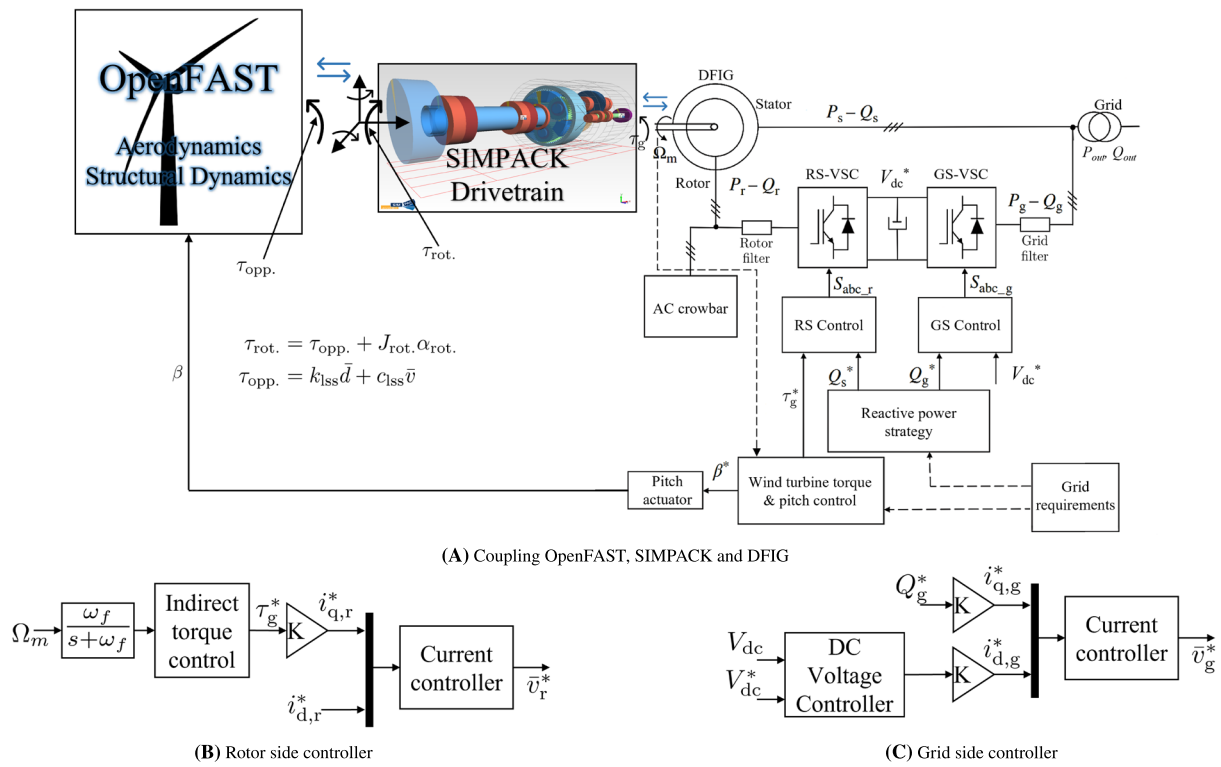 OpenFAST
Aerodynamics
Structural Dynamics
τ_opp.
τ_rot.
SIMPACK
Drivetrain
τ_g
Ω_m
DFIG
Stator
Rotor
P_s − Q_s
Grid
P_out, Q_out
P_r − Q_r
RS-VSC
V_dc*
GS-VSC
P_g − Q_g
Rotor
filter
Grid
filter
AC crowbar
S_abc_r
S_abc_g
RS Control
GS Control
τ_rot. = τ_opp. + J_rot. α_rot.
τ_opp. = k_lss d̄ + c_lss v̄
β
τ_g*
Q_s*
Q_g*
V_dc*
Reactive power
strategy
Pitch
actuator
β*
Wind turbine torque
& pitch control
Grid
requirements
(A) Coupling OpenFAST, SIMPACK and DFIG
Ω_m
ω_f
s+ω_f
Indirect
torque
control
τ_g*
K
i*_q,r
i*_d,r
Current
controller
v̄_r*
(B) Rotor side controller
Q_g*
K
i*_q,g
V_dc
V_dc*
DC
Voltage
Controller
K
i*_d,g
Current
controller
v̄_g*
(C) Grid side controller